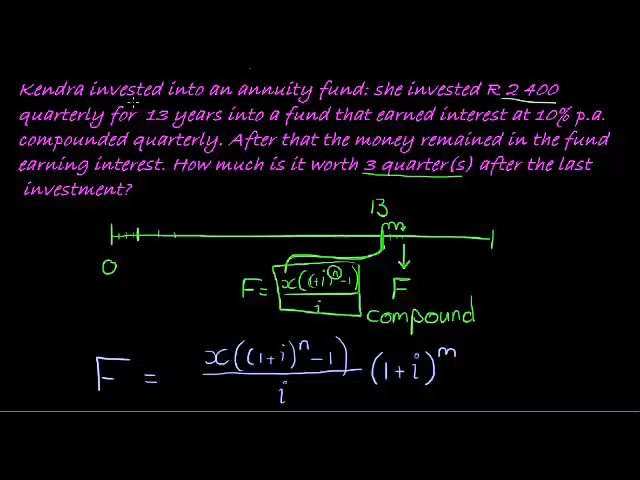 Kendra invested into an annuity fund: she invested R 2 400
quarterly for 13 years into a fund that earned interest at 10% p.a.
compounded quarterly. After that the money remained in the fund
earning interest. How much is it worth 3 quarter(s) after the last
investment?
13
m
0
F = x((1+i)^n -1) / i
F
compound
F = x((1+i)^n -1) / i (1+i)^m